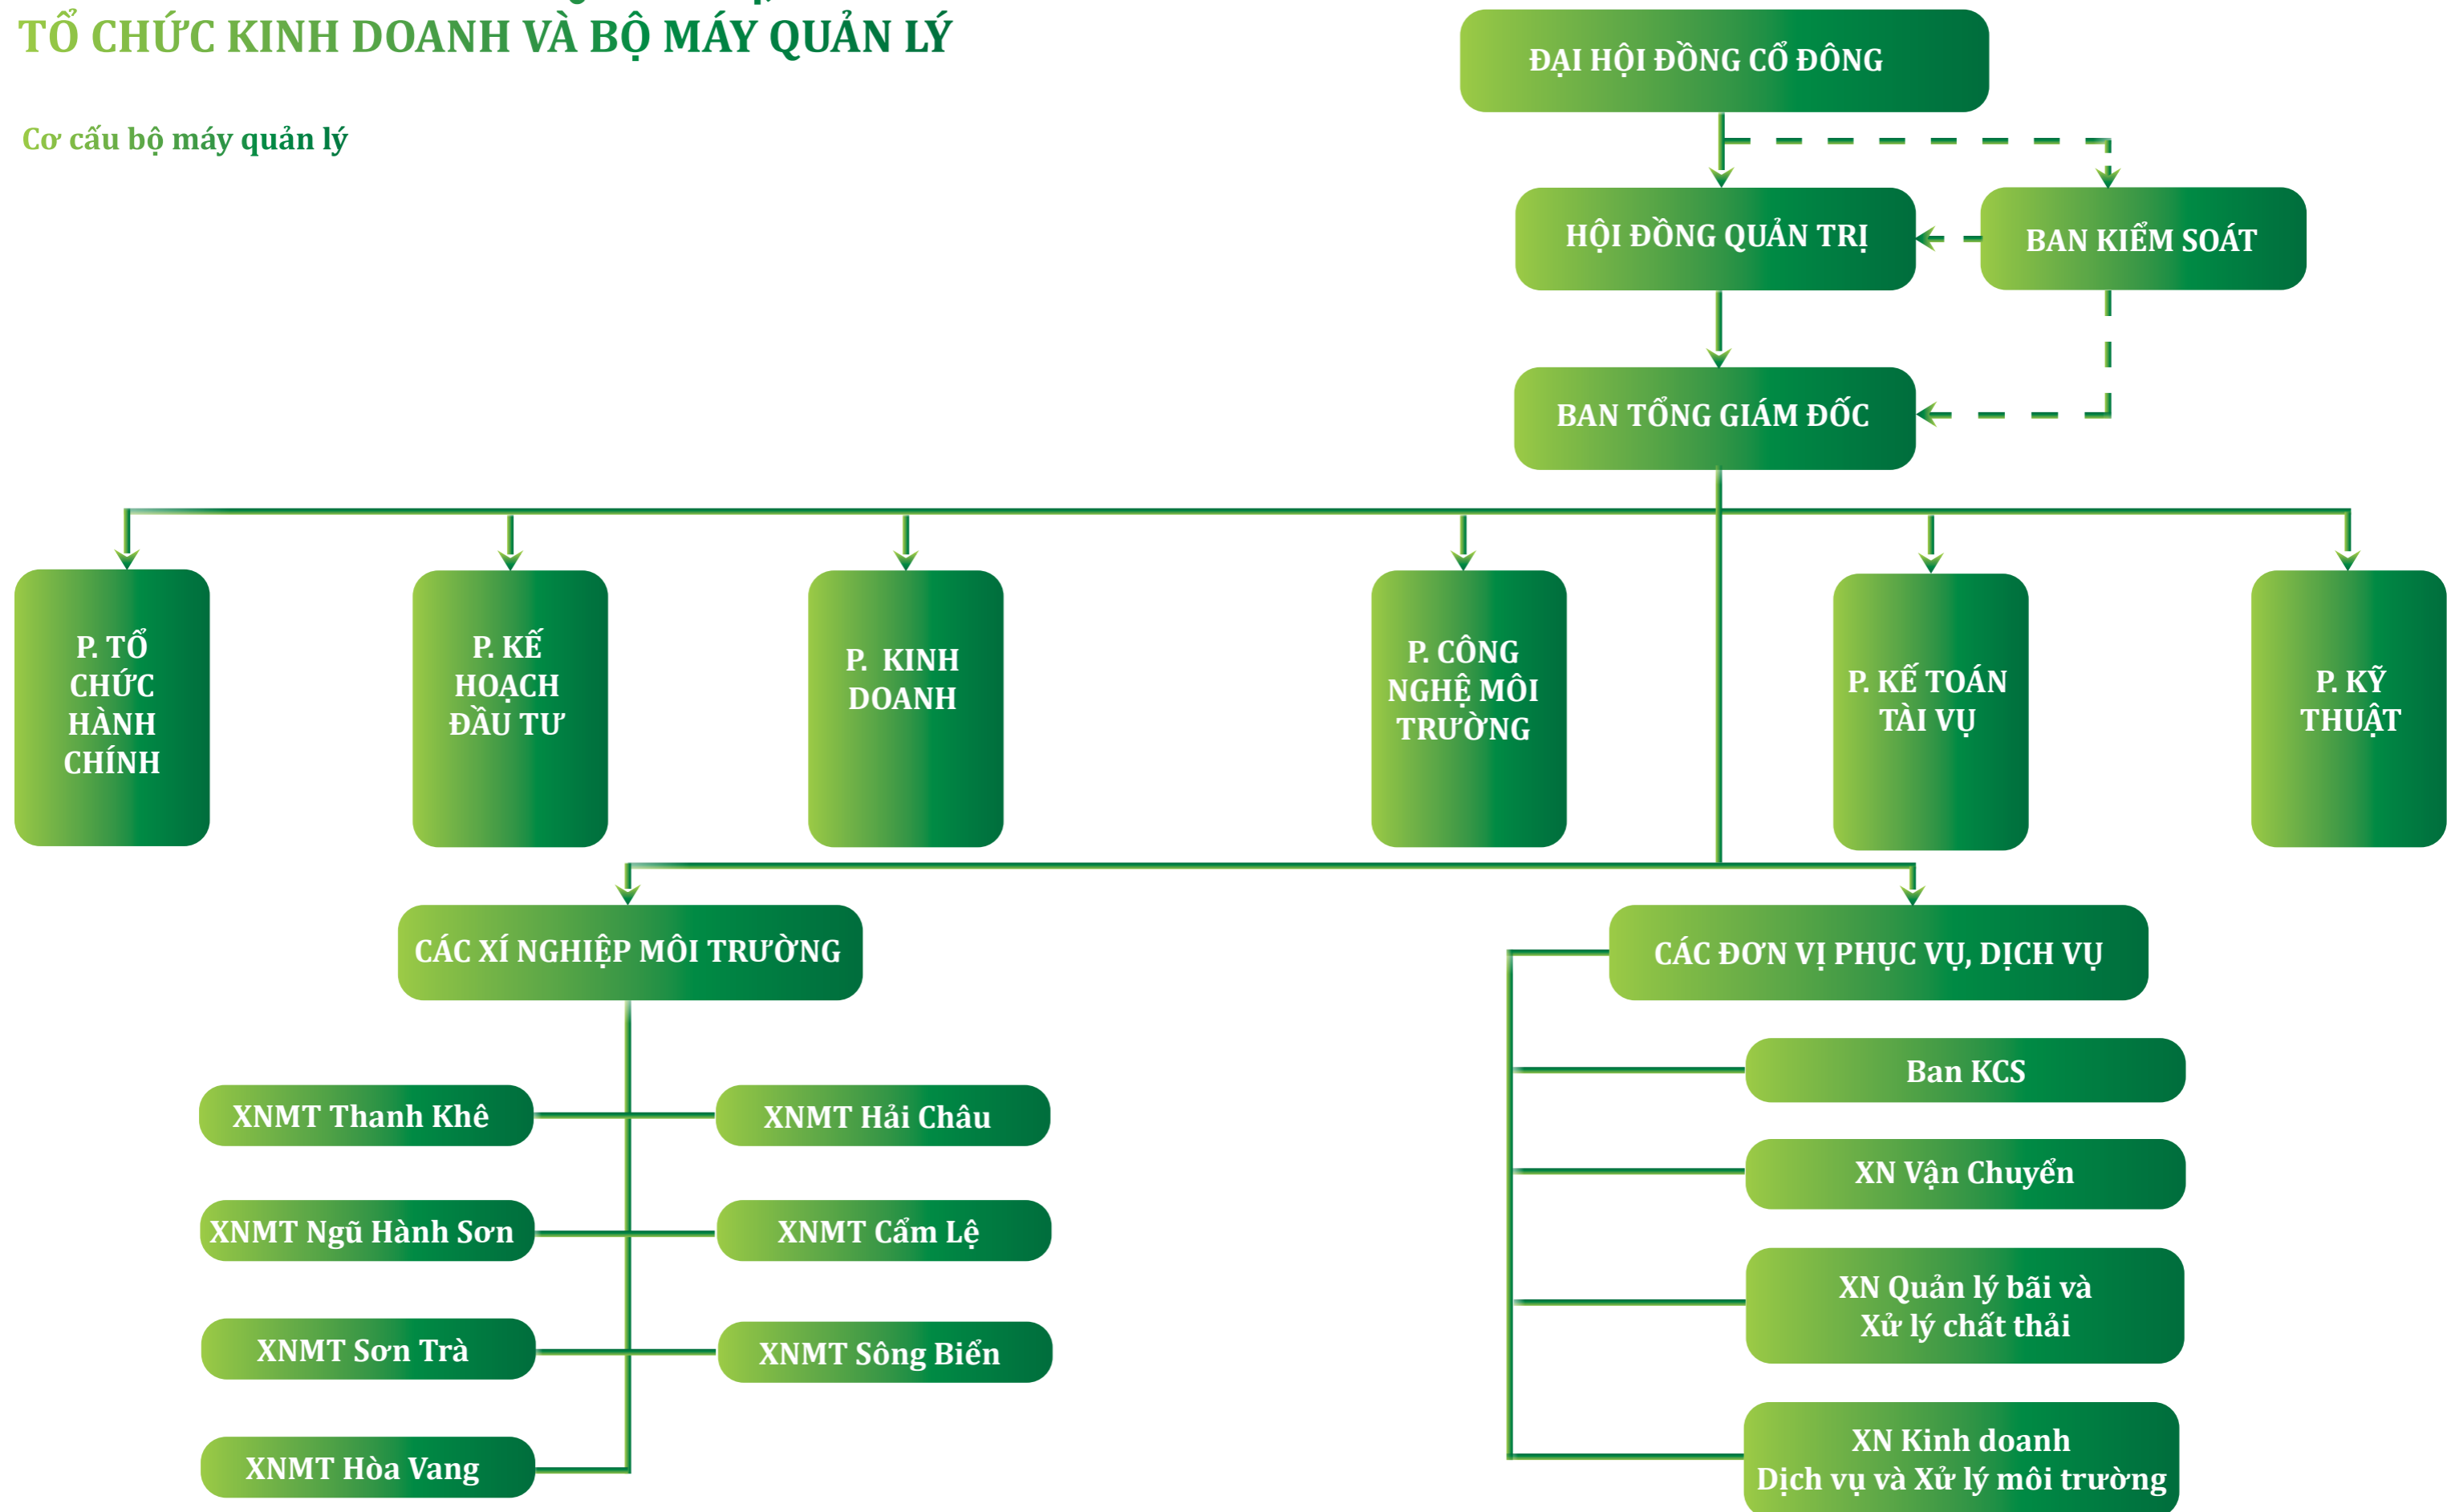 TỔ CHỨC KINH DOANH VÀ BỘ MÁY QUẢN LÝ
Cơ cấu bộ máy quản lý
ĐẠI HỘI ĐỒNG CỔ ĐÔNG
HỘI ĐỒNG QUẢN TRỊ
BAN KIỂM SOÁT
BAN TỔNG GIÁM ĐỐC
P. TỔ
CHỨC
HÀNH
CHÍNH
P. KẾ
HOẠCH
ĐẦU TƯ
P. KINH
DOANH
P. CÔNG
NGHỆ MÔI
TRƯỜNG
P. KẾ TOÁN
TÀI VỤ
P. KỸ
THUẬT
CÁC XÍ NGHIỆP MÔI TRƯỜNG
XNMT Thanh Khê
XNMT Hải Châu
XNMT Ngũ Hành Sơn
XNMT Cẩm Lệ
XNMT Sơn Trà
XNMT Sông Biển
XNMT Hòa Vang
CÁC ĐƠN VỊ PHỤC VỤ, DỊCH VỤ
Ban KCS
XN Vận Chuyển
XN Quản lý bãi và
Xử lý chất thải
XN Kinh doanh
Dịch vụ và Xử lý môi trường